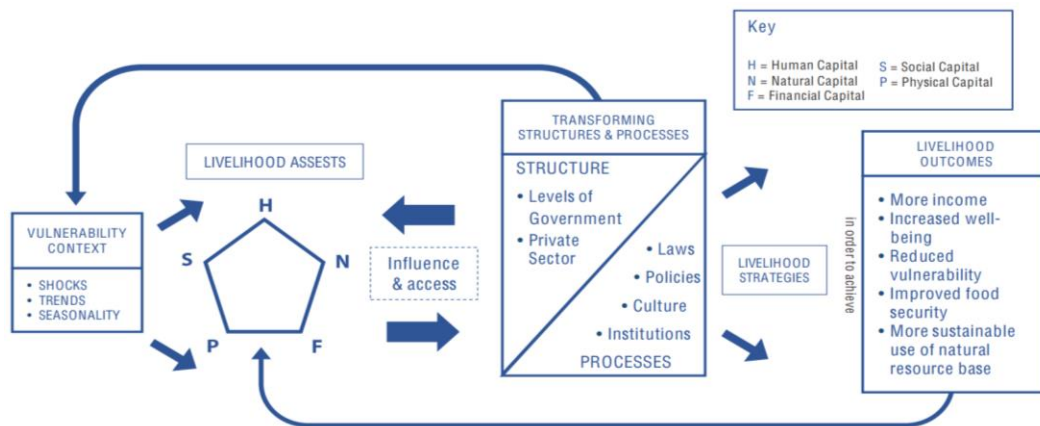 Key
H = Human Capital
S = Social Capital
N = Natural Capital
P = Physical Capital
F = Financial Capital
VULNERABILITY
CONTEXT
• SHOCKS
• TRENDS
• SEASONALITY
LIVELIHOOD ASSESTS
H
S
N
P
F
Influence
& access
TRANSFORMING
STRUCTURES & PROCESSES
STRUCTURE
• Levels of
Government
• Private
Sector
• Laws
• Policies
• Culture
• Institutions
PROCESSES
LIVELIHOOD
STRATEGIES
in order to achieve
LIVELIHOOD
OUTCOMES
• More income
• Increased well-
being
• Reduced
vulnerability
• Improved food
security
• More sustainable
use of natural
resource base